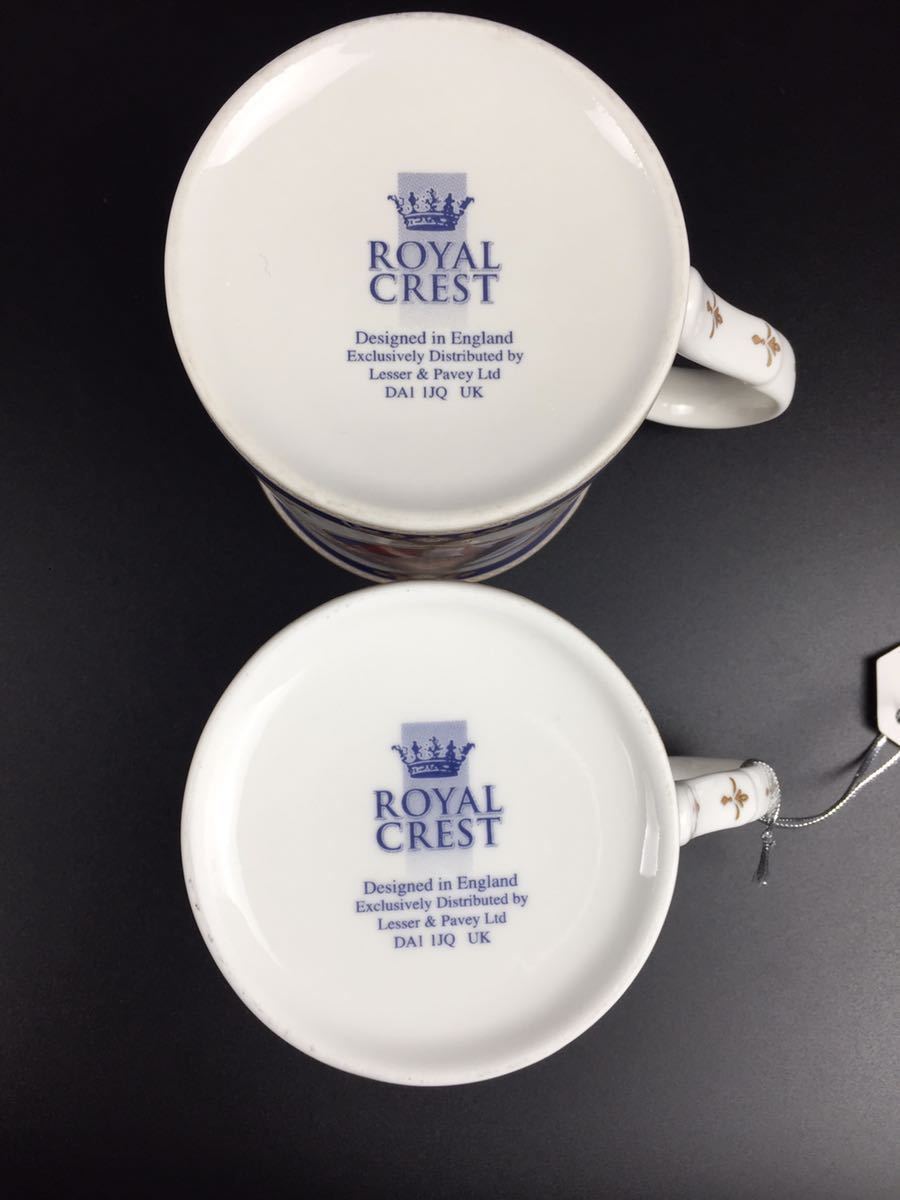 ROYAL
CREST
Designed in England
Exclusively Distributed by
Lesser & Pavey Ltd
DA1 1JQ UK
ROYAL
CREST
Designed in England
Exclusively Distributed by
Lesser & Pavey Ltd
DA1 1JQ UK